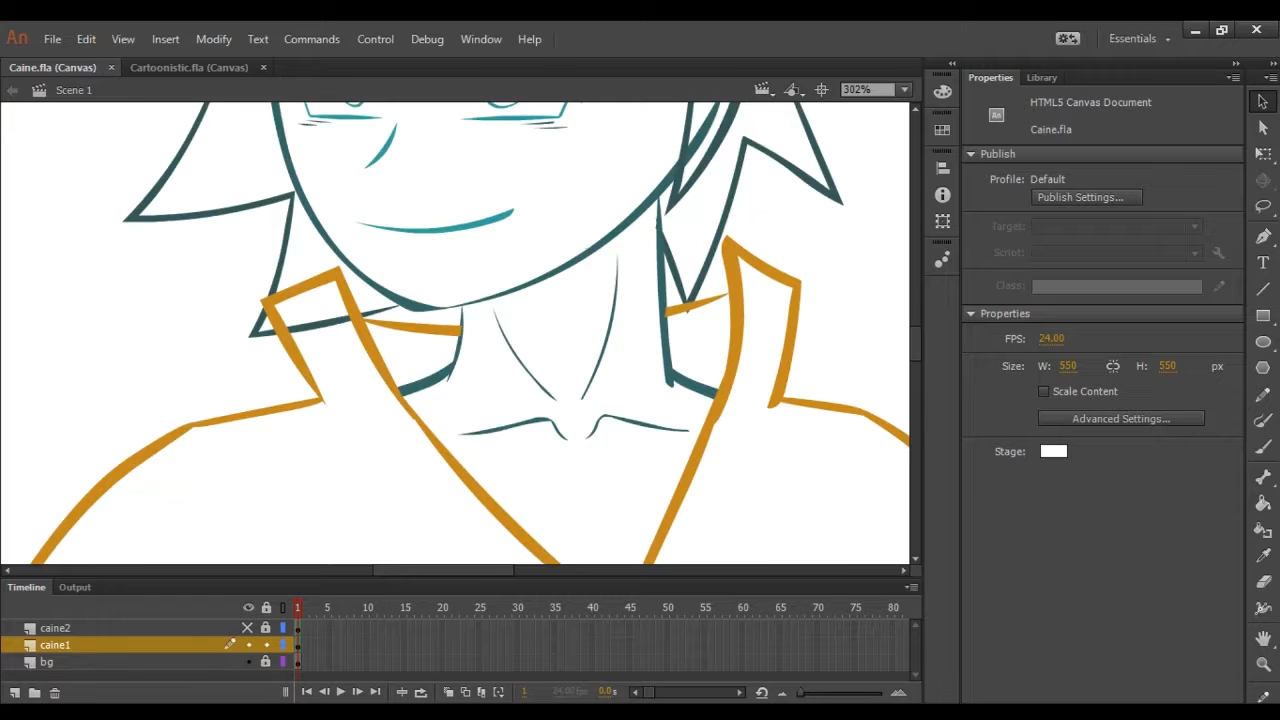 An File Edit View Insert Modify Text Commands Control Debug Window Help Essentials
Caine.fla (Canvas) × Cartoonistic.fla (Canvas) ×
Scene 1 302%
Properties Library
HTML5 Canvas Document
An
Caine.fla
Publish
Profile: Default
Publish Settings...
Target:
Script:
Class:
Properties
FPS: 24.00
Size: W: 550 H: 550 px
Scale Content
Advanced Settings...
Stage:
Timeline Output
1 5 10 15 20 25 30 35 40 45 50 55 60 65 70 75 80
caine2
caine1
bg
1 24.00 fps 0.0 s